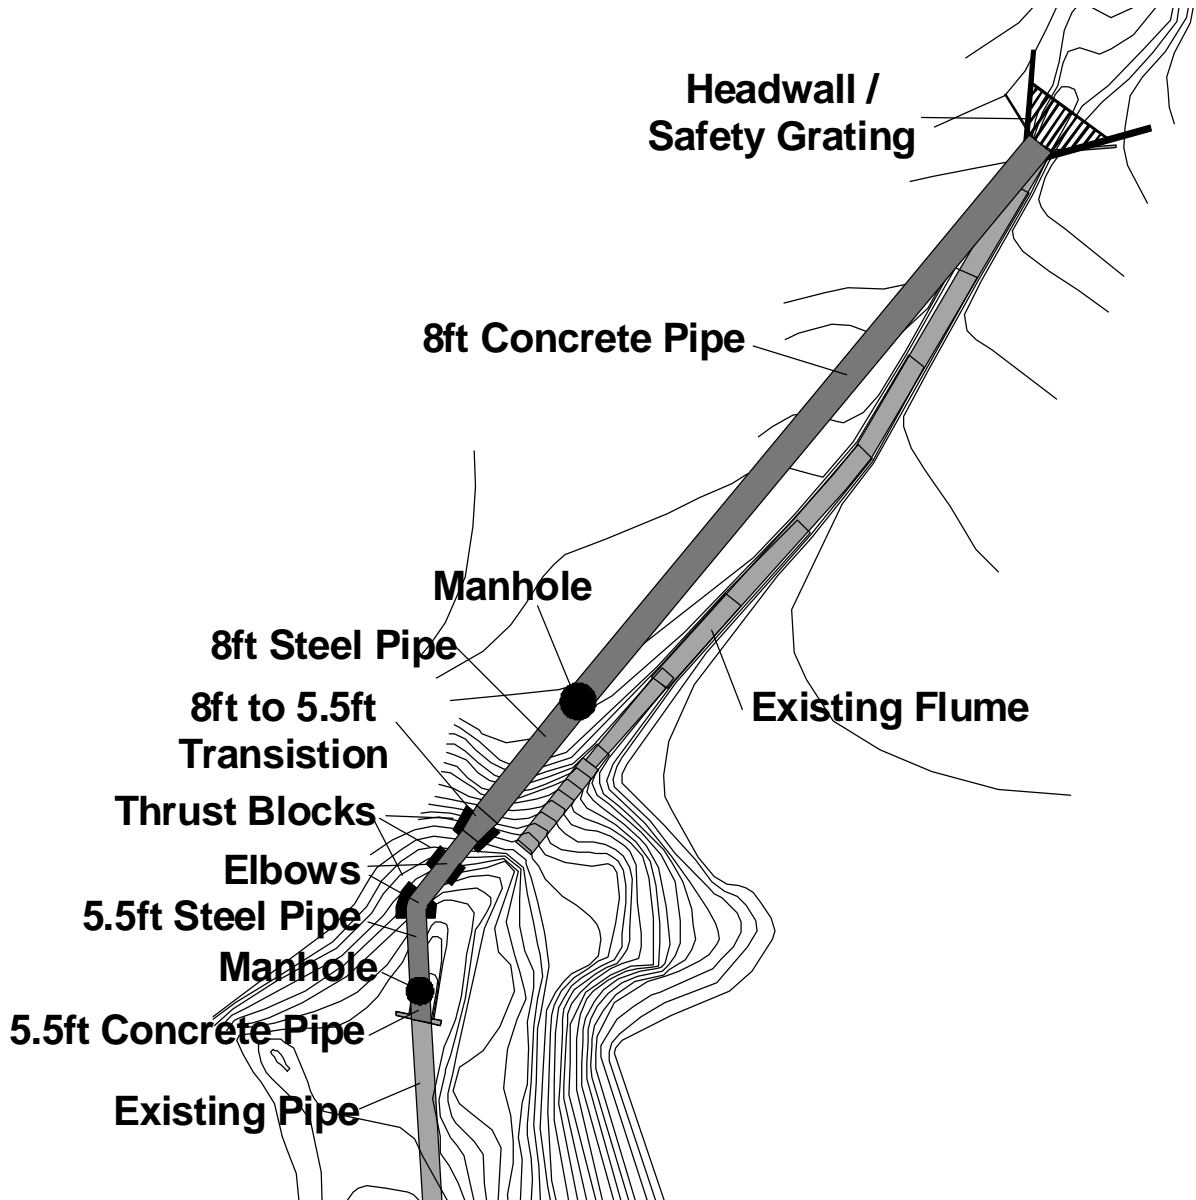 Headwall /
Safety Grating
8ft Concrete Pipe
Manhole
8ft Steel Pipe
8ft to 5.5ft
Transistion
Existing Flume
Thrust Blocks
Elbows
5.5ft Steel Pipe
Manhole
5.5ft Concrete Pipe
Existing Pipe